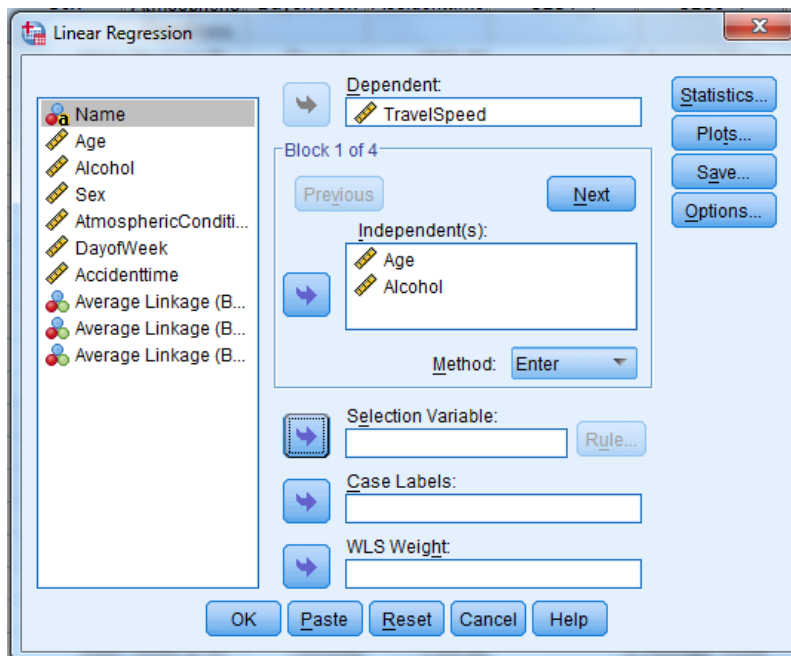 Linear Regression
Name
Age
Alcohol
Sex
AtmosphericConditi...
DayofWeek
Accidenttime
Average Linkage (B...
Average Linkage (B...
Average Linkage (B...
Dependent:
TravelSpeed
Block 1 of 4
Previous
Next
Independent(s):
Age
Alcohol
Method:
Enter
Selection Variable:
Rule...
Case Labels:
WLS Weight:
Statistics...
Plots...
Save...
Options...
OK
Paste
Reset
Cancel
Help